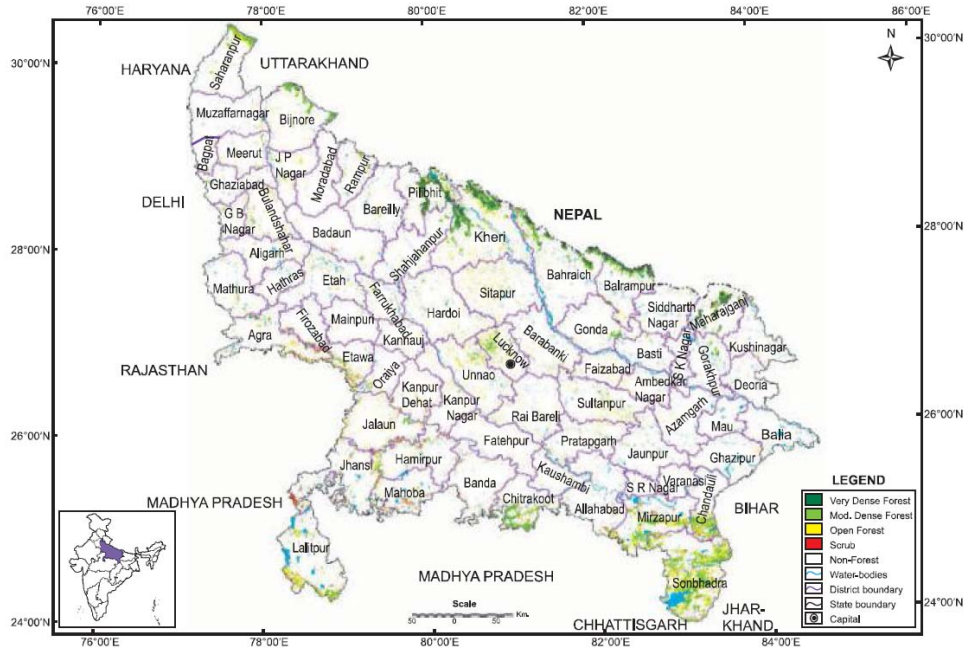 76°00'E
78°00'E
80°00'E
82°00'E
84°00'E
86°00'E
N
30°00'N
30°00'N
HARYANA
UTTARAKHAND
Saharanpur
Muzaffarnagar
Bijnore
Bagpat
Meerut
J P
Nagar
Moradabad
Rampur
Ghaziabad
Pilibhit
DELHI
G B
Nagar
Bulandshahar
Bareilly
NEPAL
28°00'N
28°00'N
Badaun
Shahjahanpur
Kheri
Aligarh
Bahraich
Balrampur
Mathura
Hathras
Etah
Farrukhabad
Sitapur
Siddharth
Nagar
Maharajganj
Agra
Firozabad
Mainpuri
Hardoi
Gonda
Kannauj
Lucknow
Barabanki
Basti
S K Nagar
Gorakhpur
Kushinagar
Etawa
Faizabad
RAJASTHAN
Oraiya
Unnao
Ambedkar
Nagar
Deoria
Kanpur
Dehat
Kanpur
Nagar
Rai Bareli
Sultanpur
Azamgarh
Mau
26°00'N
26°00'N
Jalaun
Balia
Fatehpur
Pratapgarh
Jaunpur
Ghazipur
Jhansl
Hamirpur
Kaushambi
Banda
S R Nagar
Varanasi
Chandauli
MADHYA PRADESH
Mahoba
Chitrakoot
Allahabad
Mirzapur
BIHAR
Lalitpur
MADHYA PRADESH
Sonbhadra
Scale
50
0
50
Km.
CHHATTISGARH
JHAR-
KHAND
24°00'N
24°00'N
LEGEND
Very Dense Forest
Mod. Dense Forest
Open Forest
Scrub
Non-Forest
Water-bodies
District boundary
State boundary
Capital
76°00'E
78°00'E
80°00'E
82°00'E
84°00'E